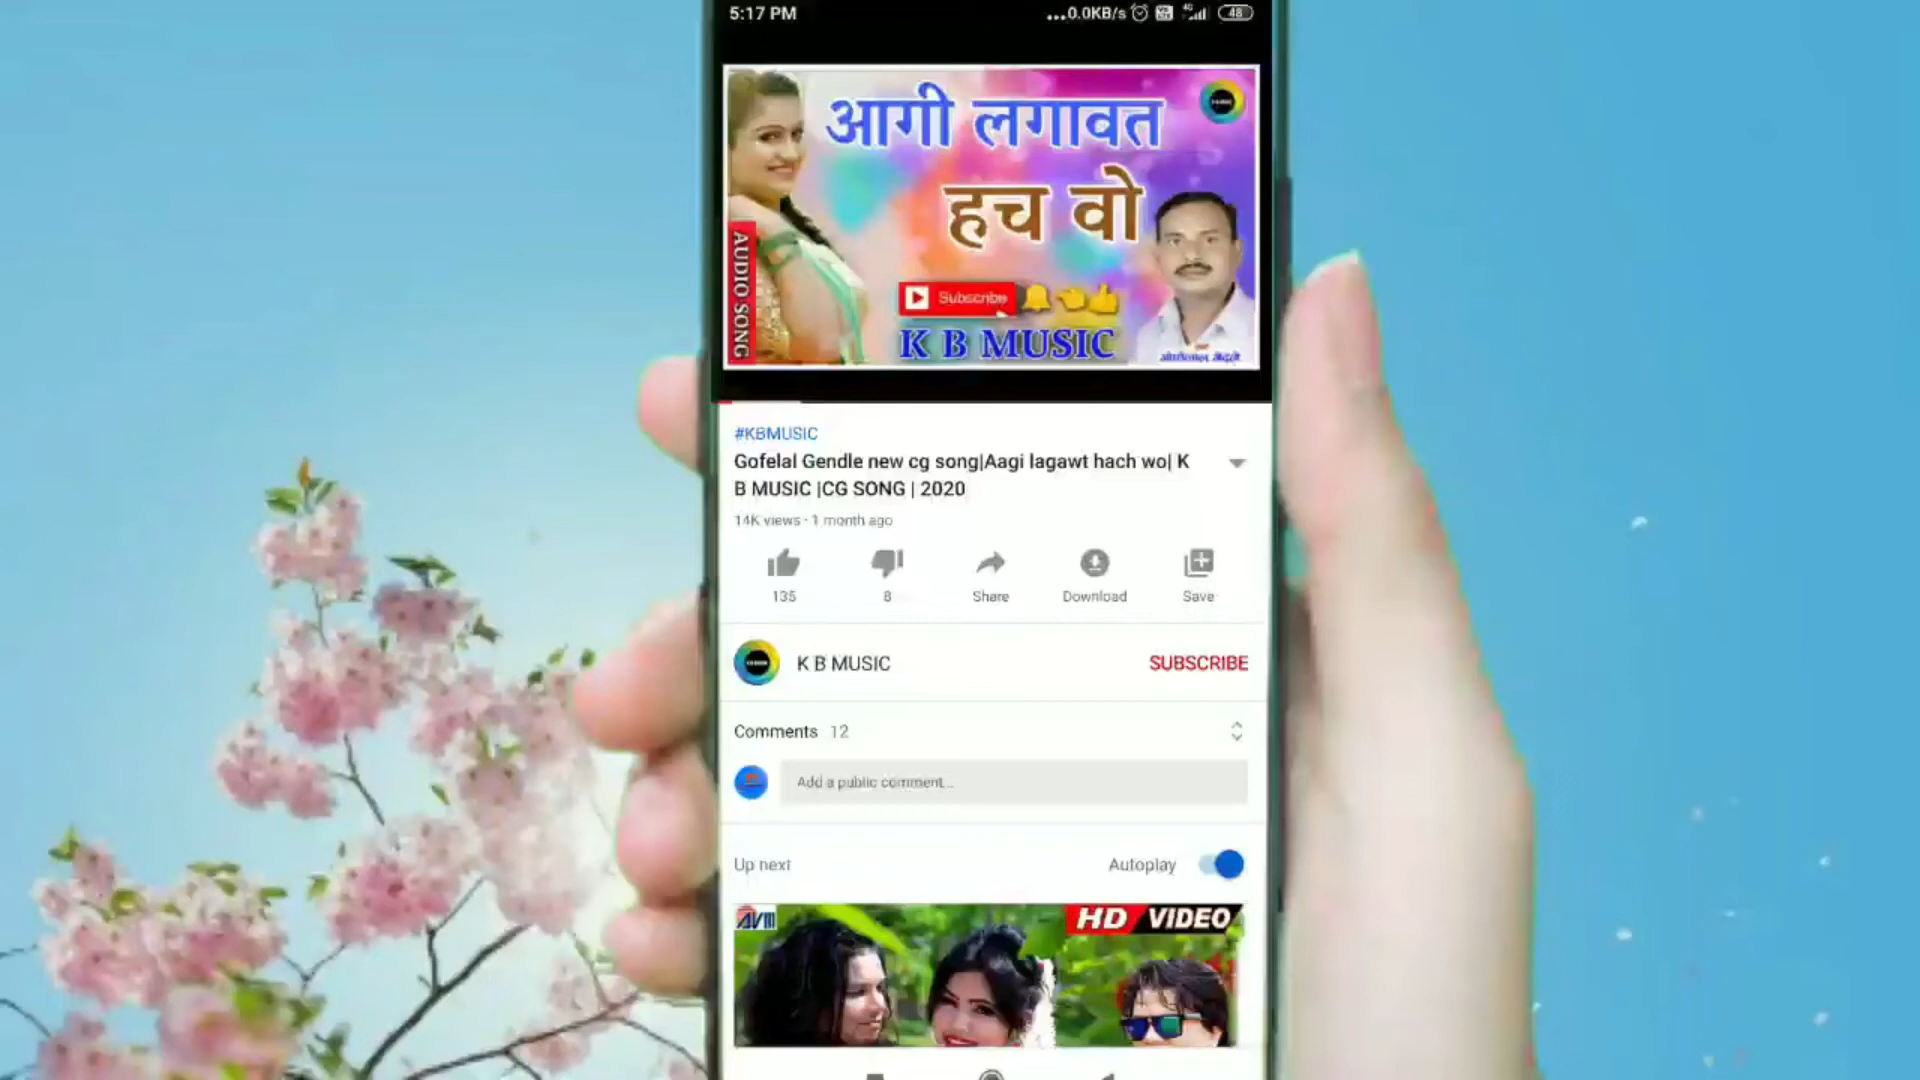 5:17 PM
...0.0KB/s 4G 48
आगी लगावत
हच वो
AUDIO SONG
Subscribe
K B MUSIC
#KBMUSIC
Gofelal Gendle new cg song|Aagi lagawt hach wo| K
B MUSIC |CG SONG | 2020
14K views · 1 month ago
135
8
Share
Download
Save
K B MUSIC
SUBSCRIBE
Comments 12
Add a public comment...
Up next
Autoplay
AVM
HD VIDEO